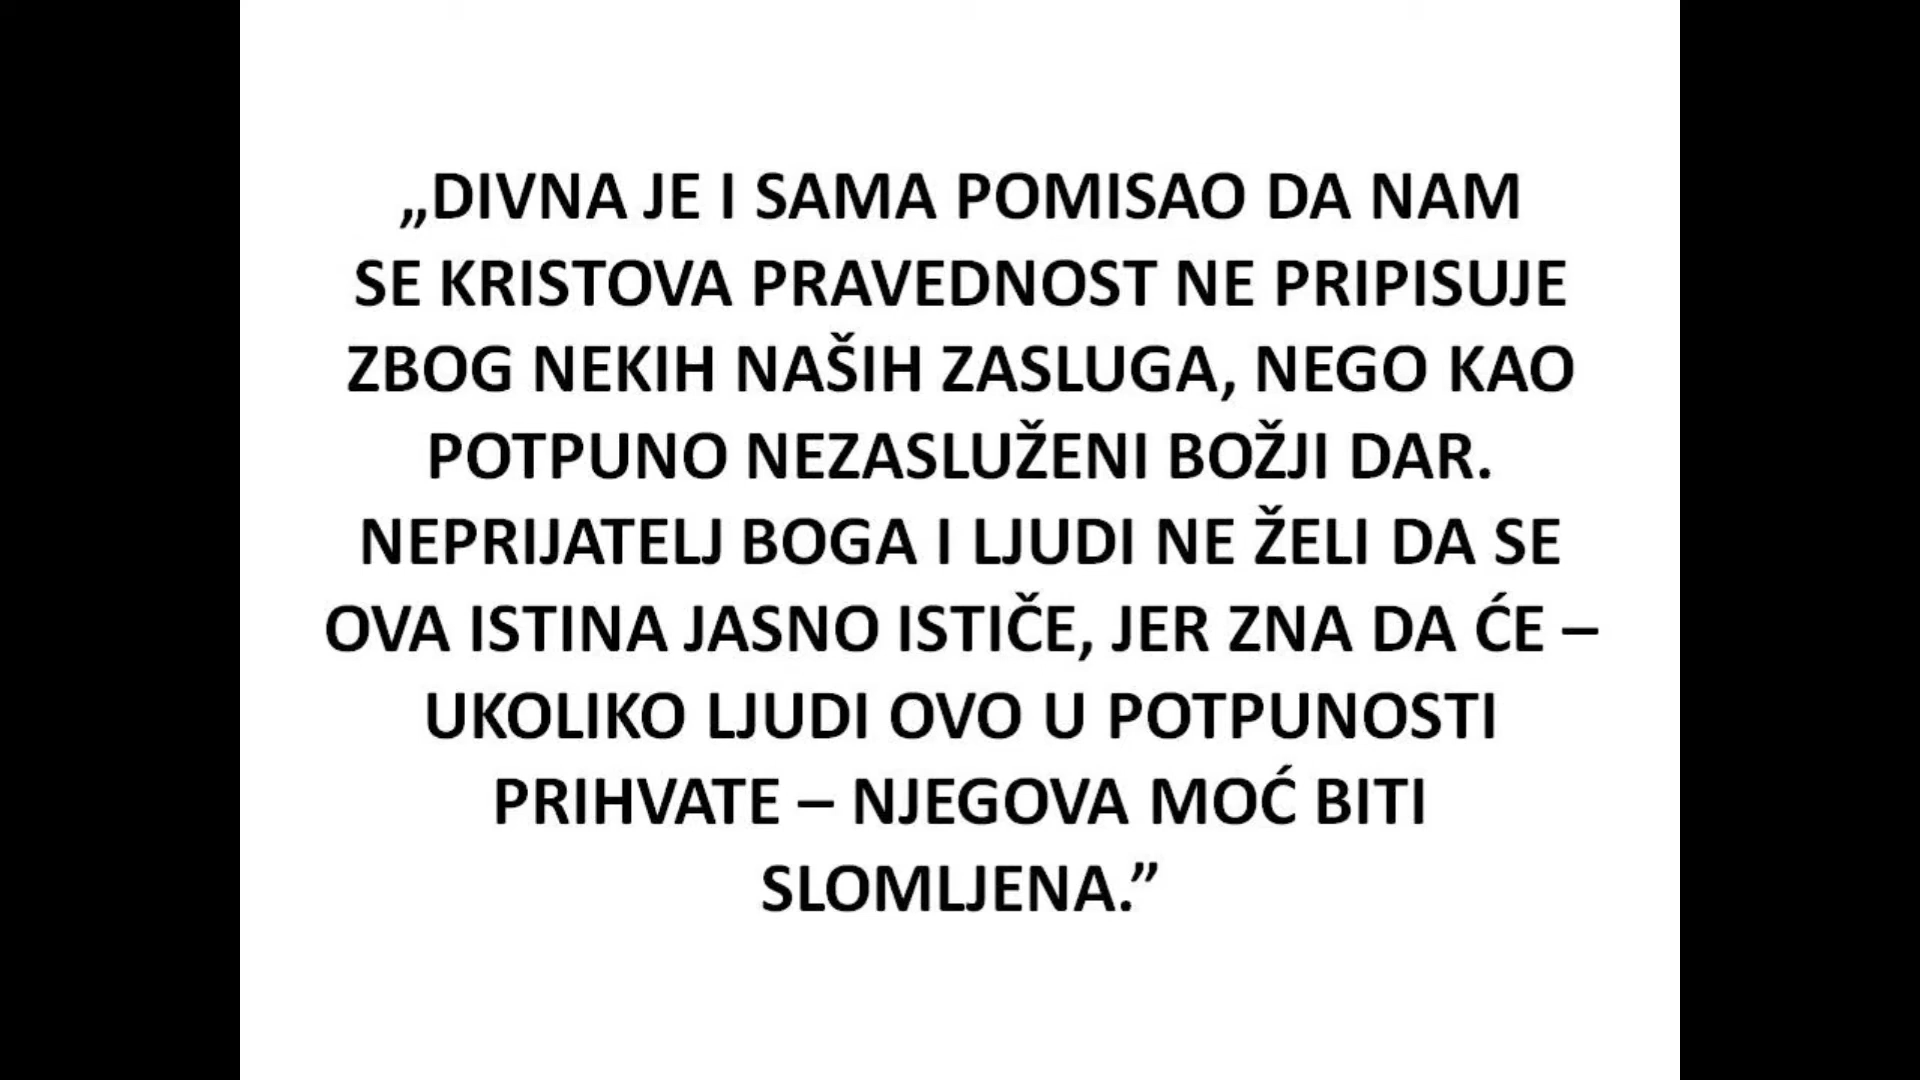 „DIVNA JE I SAMA POMISAO DA NAM
SE KRISTOVA PRAVEDNOST NE PRIPISUJE
ZBOG NEKIH NAŠIH ZASLUGA, NEGO KAO
POTPUNO NEZASLUŽENI BOŽJI DAR.
NEPRIJATELJ BOGA I LJUDI NE ŽELI DA SE
OVA ISTINA JASNO ISTIČE, JER ZNA DA ĆE –
UKOLIKO LJUDI OVO U POTPUNOSTI
PRIHVATE – NJEGOVA MOĆ BITI
SLOMLJENA.”